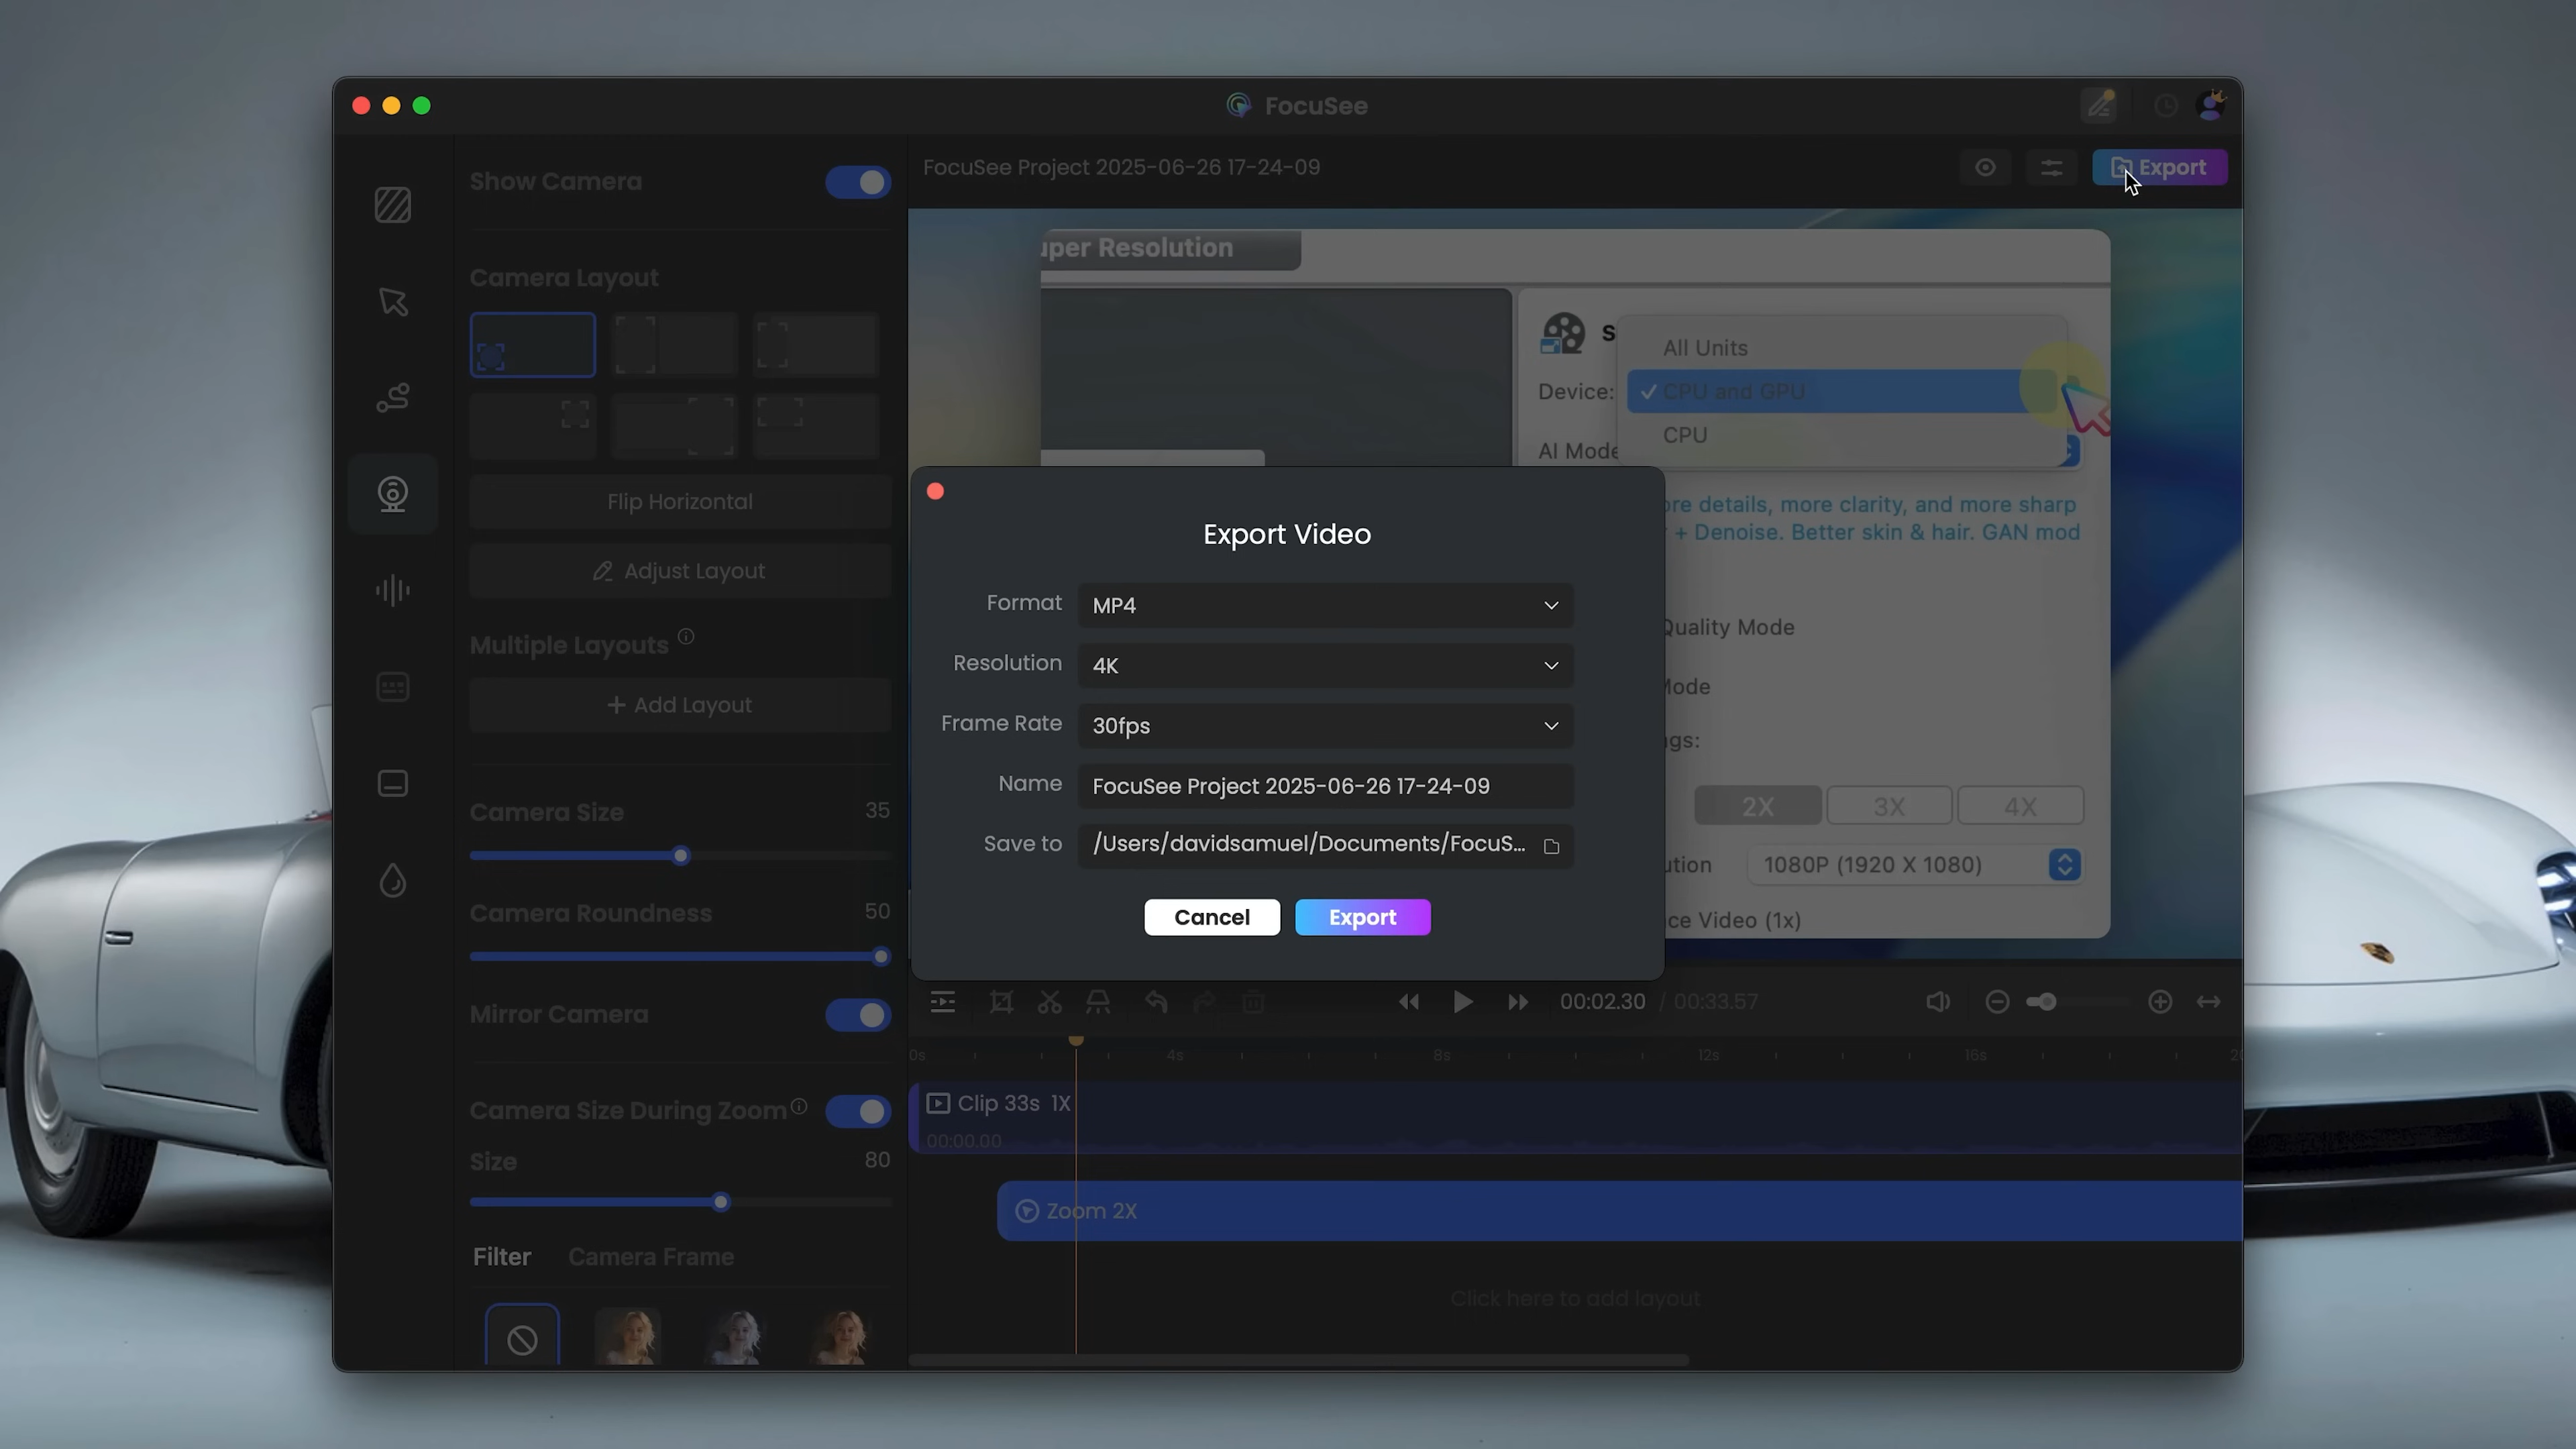 FocuSee
Show Camera
FocuSee Project 2025-06-26 17-24-09
Export
Camera Layout
Flip Horizontal
Adjust Layout
Multiple Layouts
+ Add Layout
Camera Size 35
Camera Roundness 50
Mirror Camera
Camera Size During Zoom
Size 80
Filter Camera Frame
uper Resolution
All Units
Device:
CPU and GPU
CPU
AI Mode
ore details, more clarity, and more sharp
+ Denoise. Better skin & hair. GAN mod
Quality Mode
Mode
ngs:
2X 3X 4X
ution 1080P (1920 X 1080)
ce Video (1x)
Export Video
Format MP4
Resolution 4K
Frame Rate 30fps
Name FocuSee Project 2025-06-26 17-24-09
Save to /Users/davidsamuel/Documents/FocuS...
Cancel Export
00:02.30 / 00:33.57
0s 4s 8s 12s 16s 20
Clip 33s 1X
00:00.00
Zoom 2X
Click here to add layout